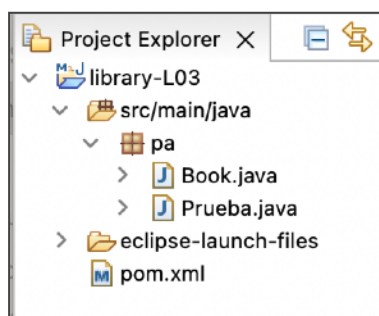 Project Explorer
library-L03
src/main/java
pa
Book.java
Prueba.java
eclipse-launch-files
pom.xml